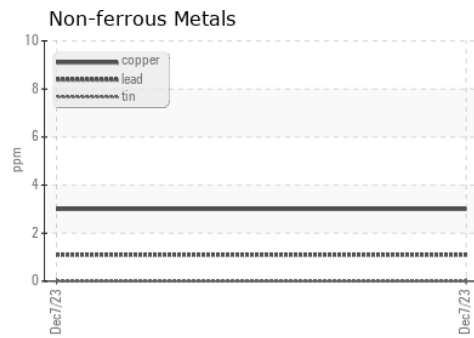 Non-ferrous Metals
10
8
6
4
2
0
ppm
copper
lead
tin
Dec7/23
Dec7/23